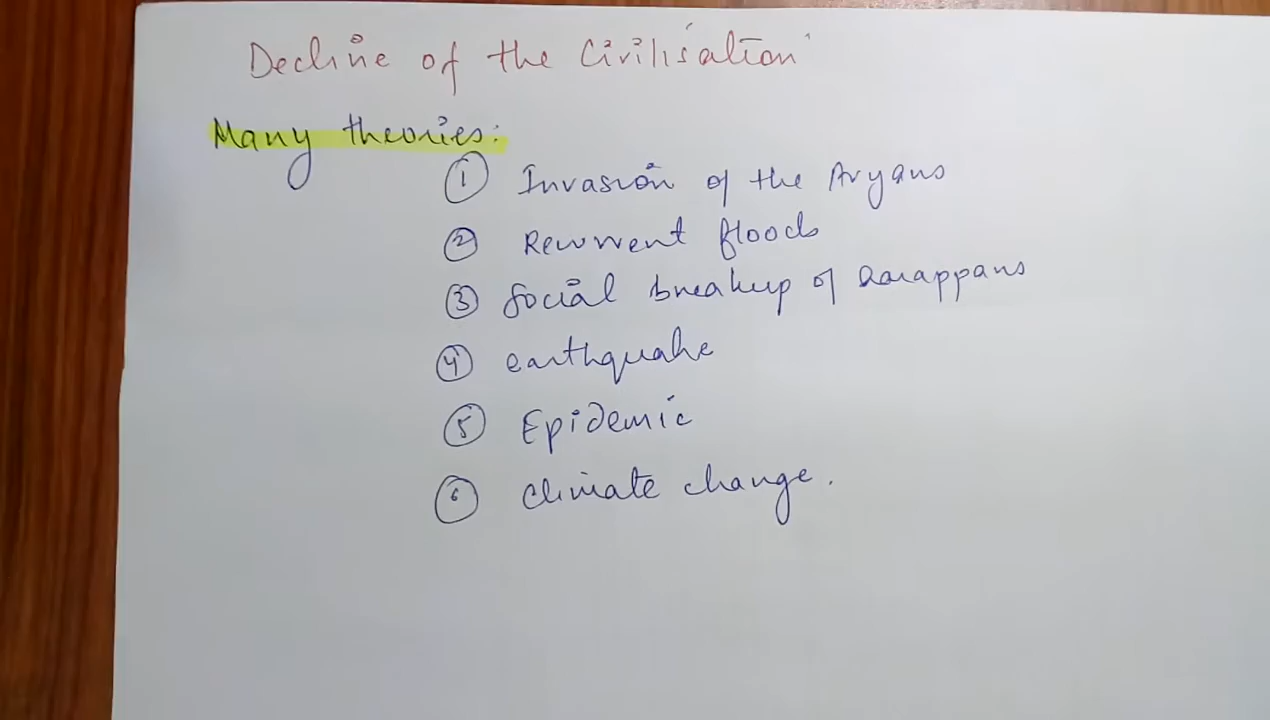 Decline of the Civilisation
Many theories:
1 Invasion of the Aryans
2 Recurrent floods
3 Social breakup of Harappans
4 earthquake
5 Epidemic
6 Climate change.